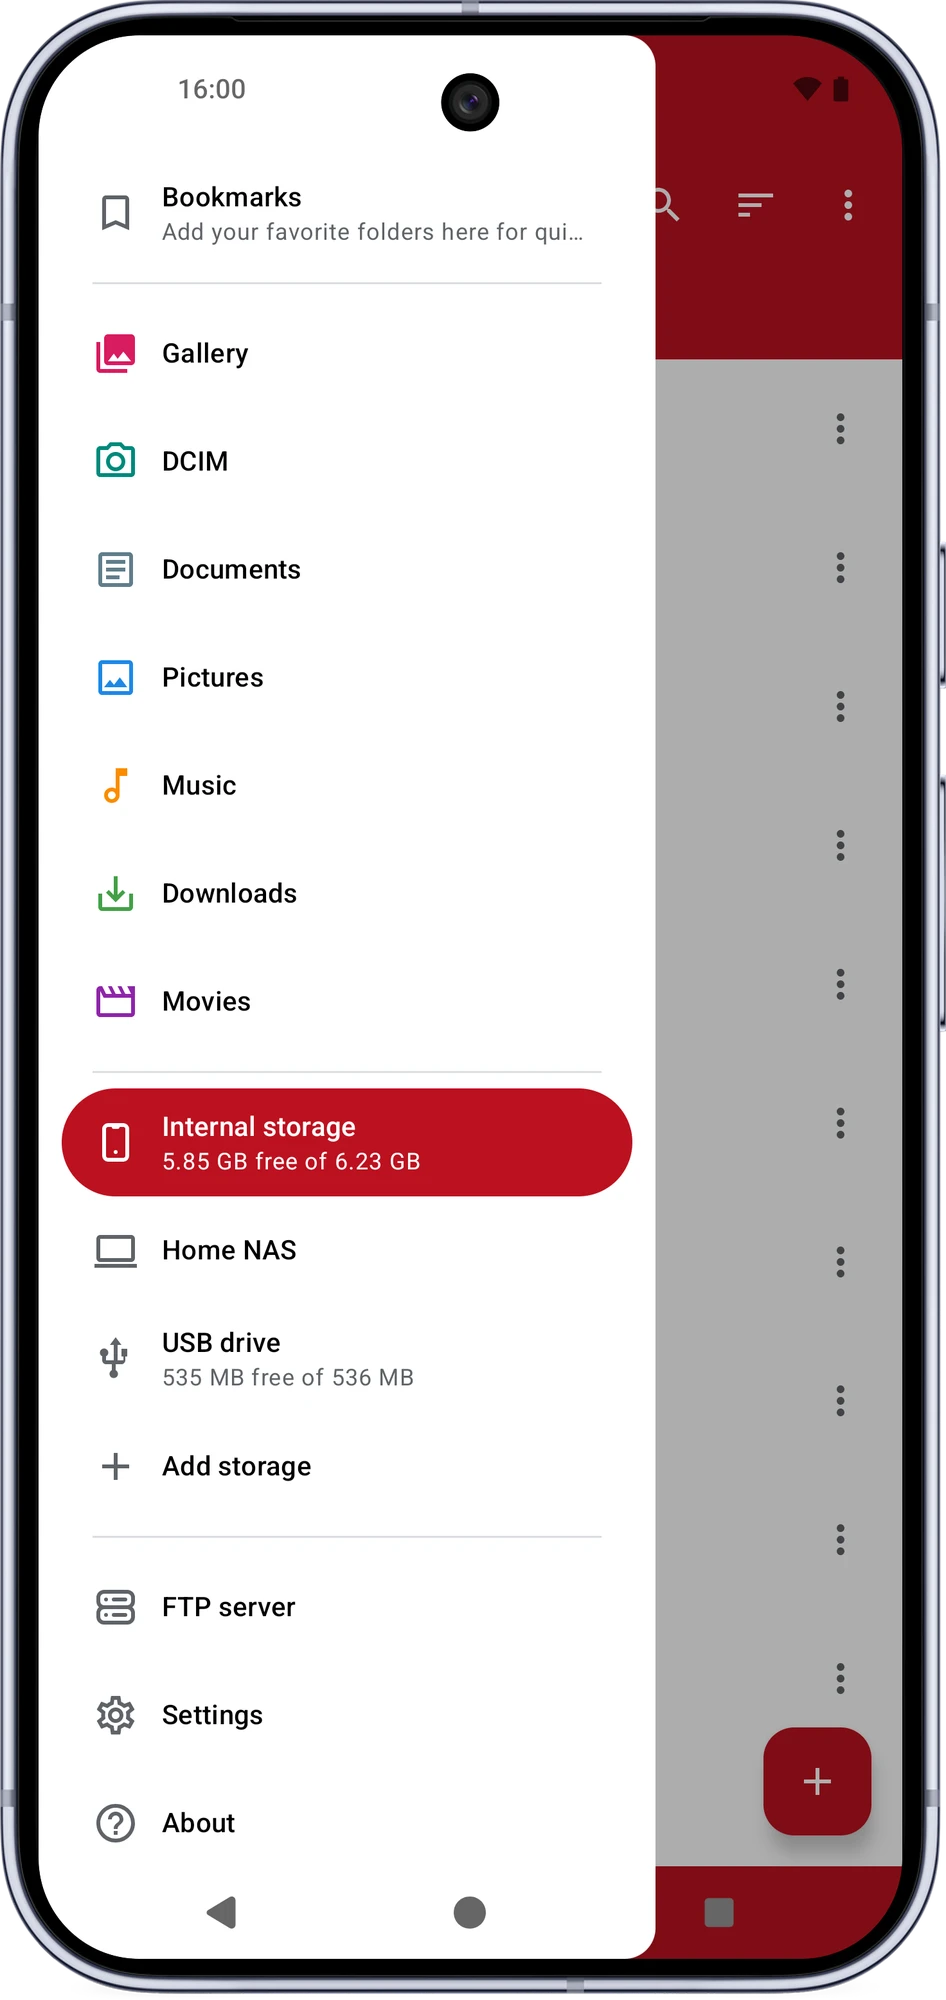 16:00
Bookmarks
Add your favorite folders here for qui…
Gallery
DCIM
Documents
Pictures
Music
Downloads
Movies
Internal storage
5.85 GB free of 6.23 GB
Home NAS
USB drive
535 MB free of 536 MB
Add storage
FTP server
Settings
About